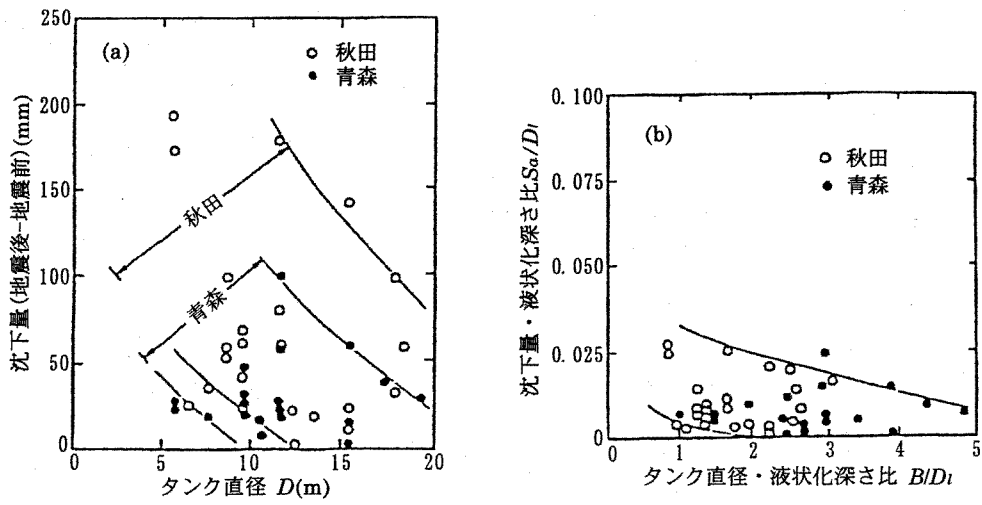 沈下量(地震後-地震前)(mm)
250
200
150
100
50
0
(a)
秋田
青森
秋田
青森
0
5
10
15
20
タンク直径 D(m)
沈下量・液状化深さ比Sa/Dl
0.100
0.075
0.050
0.025
0
(b)
秋田
青森
0
1
2
3
4
5
タンク直径・液状化深さ比 B/Dl